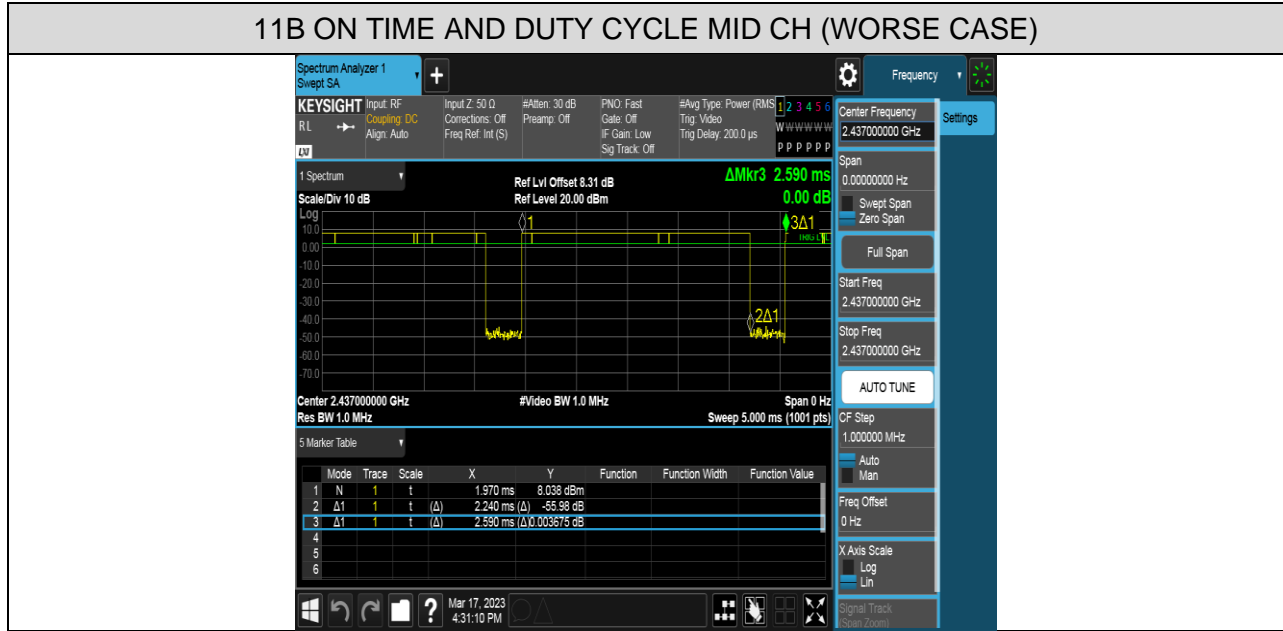 11B ON TIME AND DUTY CYCLE MID CH (WORSE CASE)
Spectrum Analyzer 1
Swept SA
+
Frequency
KEYSIGHT Input: RF Input Z: 50 Ω #Atten: 30 dB PNO: Fast #Avg Type: Power (RMS 1 2 3 4 5 6
RL Coupling: DC Corrections: Off Preamp: Off Gate: Off Trig: Video W W W W W W
Align: Auto Freq Ref: Int (S) IF Gain: Low Trig Delay: 200.0 µs
LXI Sig Track: Off P P P P P P
Center Frequency
2.437000000 GHz
Settings
1 Spectrum
Ref Lvl Offset 8.31 dB
ΔMkr3 2.590 ms
Scale/Div 10 dB
Ref Level 20.00 dBm
0.00 dB
Log
10.0
0.00
-10.0
-20.0
-30.0
-40.0
-50.0
-60.0
-70.0
1
3Δ1
2Δ1
Center 2.437000000 GHz #Video BW 1.0 MHz Span 0 Hz
Res BW 1.0 MHz Sweep 5.000 ms (1001 pts)
Span
0.00000000 Hz
Swept Span
Zero Span
Full Span
Start Freq
2.437000000 GHz
Stop Freq
2.437000000 GHz
AUTO TUNE
CF Step
1.000000 MHz
Auto
Man
Freq Offset
0 Hz
X Axis Scale
Log
Lin
Signal Track
(Span Zoom)
5 Marker Table
Mode Trace Scale X Y Function Function Width Function Value
1 N 1 t 1.970 ms 8.038 dBm
2 Δ1 1 t (Δ) 2.240 ms (Δ) -55.98 dB
3 Δ1 1 t (Δ) 2.590 ms (Δ) 0.003675 dB
4
5
6
?
Mar 17, 2023
4:31:10 PM